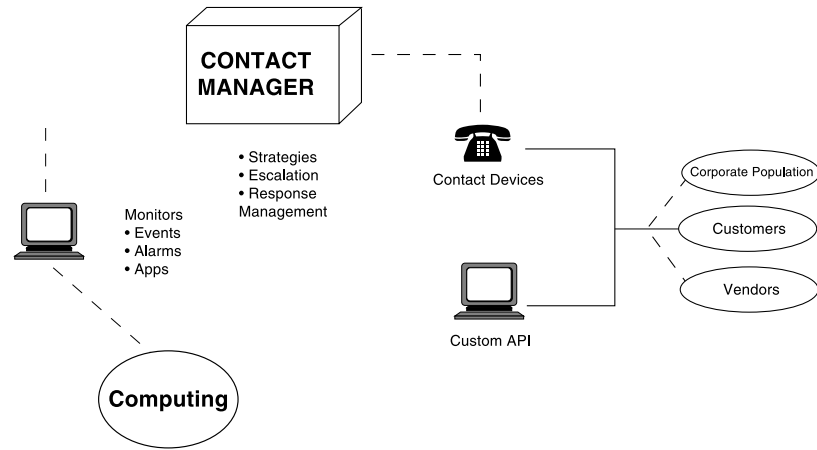 CONTACT
MANAGER
• Strategies
• Escalation
• Response
Management
Monitors
• Events
• Alarms
• Apps
Computing
Contact Devices
Custom API
Corporate Population
Customers
Vendors